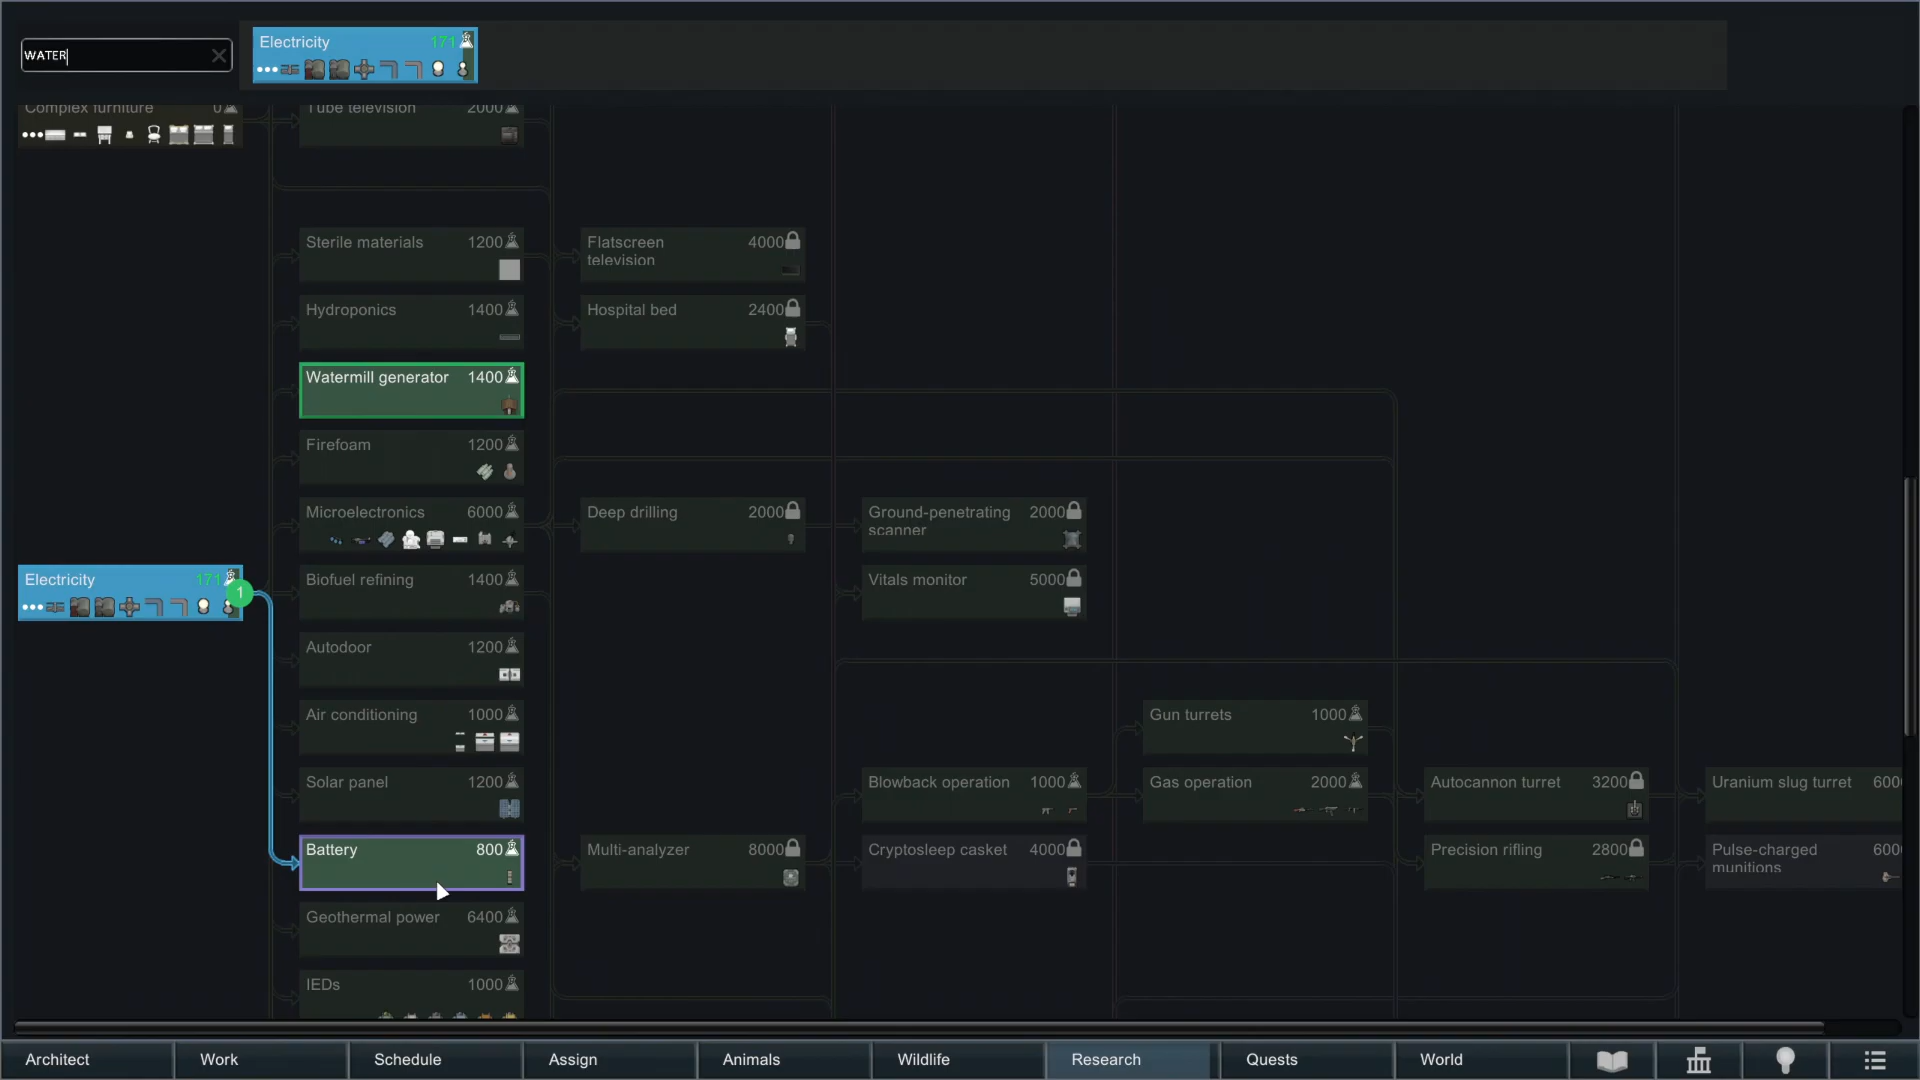 WATER
Electricity 171
Complex furniture 0
Tube television 2000
Sterile materials 1200
Flatscreen television 4000
Hydroponics 1400
Hospital bed 2400
Watermill generator 1400
Firefoam 1200
Microelectronics 6000
Deep drilling 2000
Ground-penetrating scanner 2000
Electricity 171
1
Biofuel refining 1400
Vitals monitor 5000
Autodoor 1200
Air conditioning 1000
Gun turrets 1000
Solar panel 1200
Blowback operation 1000
Gas operation 2000
Autocannon turret 3200
Uranium slug turret 600
Battery 800
Multi-analyzer 8000
Cryptosleep casket 4000
Precision rifling 2800
Pulse-charged munitions 600
Geothermal power 6400
IEDs 1000
Architect
Work
Schedule
Assign
Animals
Wildlife
Research
Quests
World